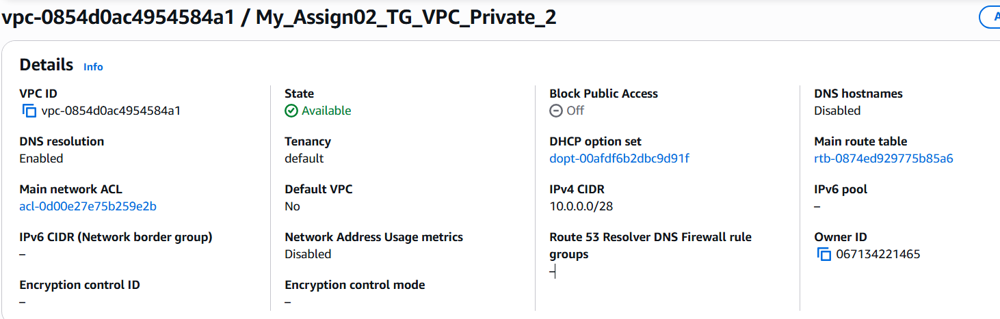 vpc-0854d0ac4954584a1 / My_Assign02_TG_VPC_Private_2
A
Details Info
VPC ID
vpc-0854d0ac4954584a1
State
Available
Block Public Access
Off
DNS hostnames
Disabled
DNS resolution
Enabled
Tenancy
default
DHCP option set
dopt-00afdf6b2dbc9d91f
Main route table
rtb-0874ed929775b85a6
Main network ACL
acl-0d00e27e75b259e2b
Default VPC
No
IPv4 CIDR
10.0.0.0/28
IPv6 pool
–
IPv6 CIDR (Network border group)
–
Network Address Usage metrics
Disabled
Route 53 Resolver DNS Firewall rule
groups
–
Owner ID
067134221465
Encryption control ID
–
Encryption control mode
–